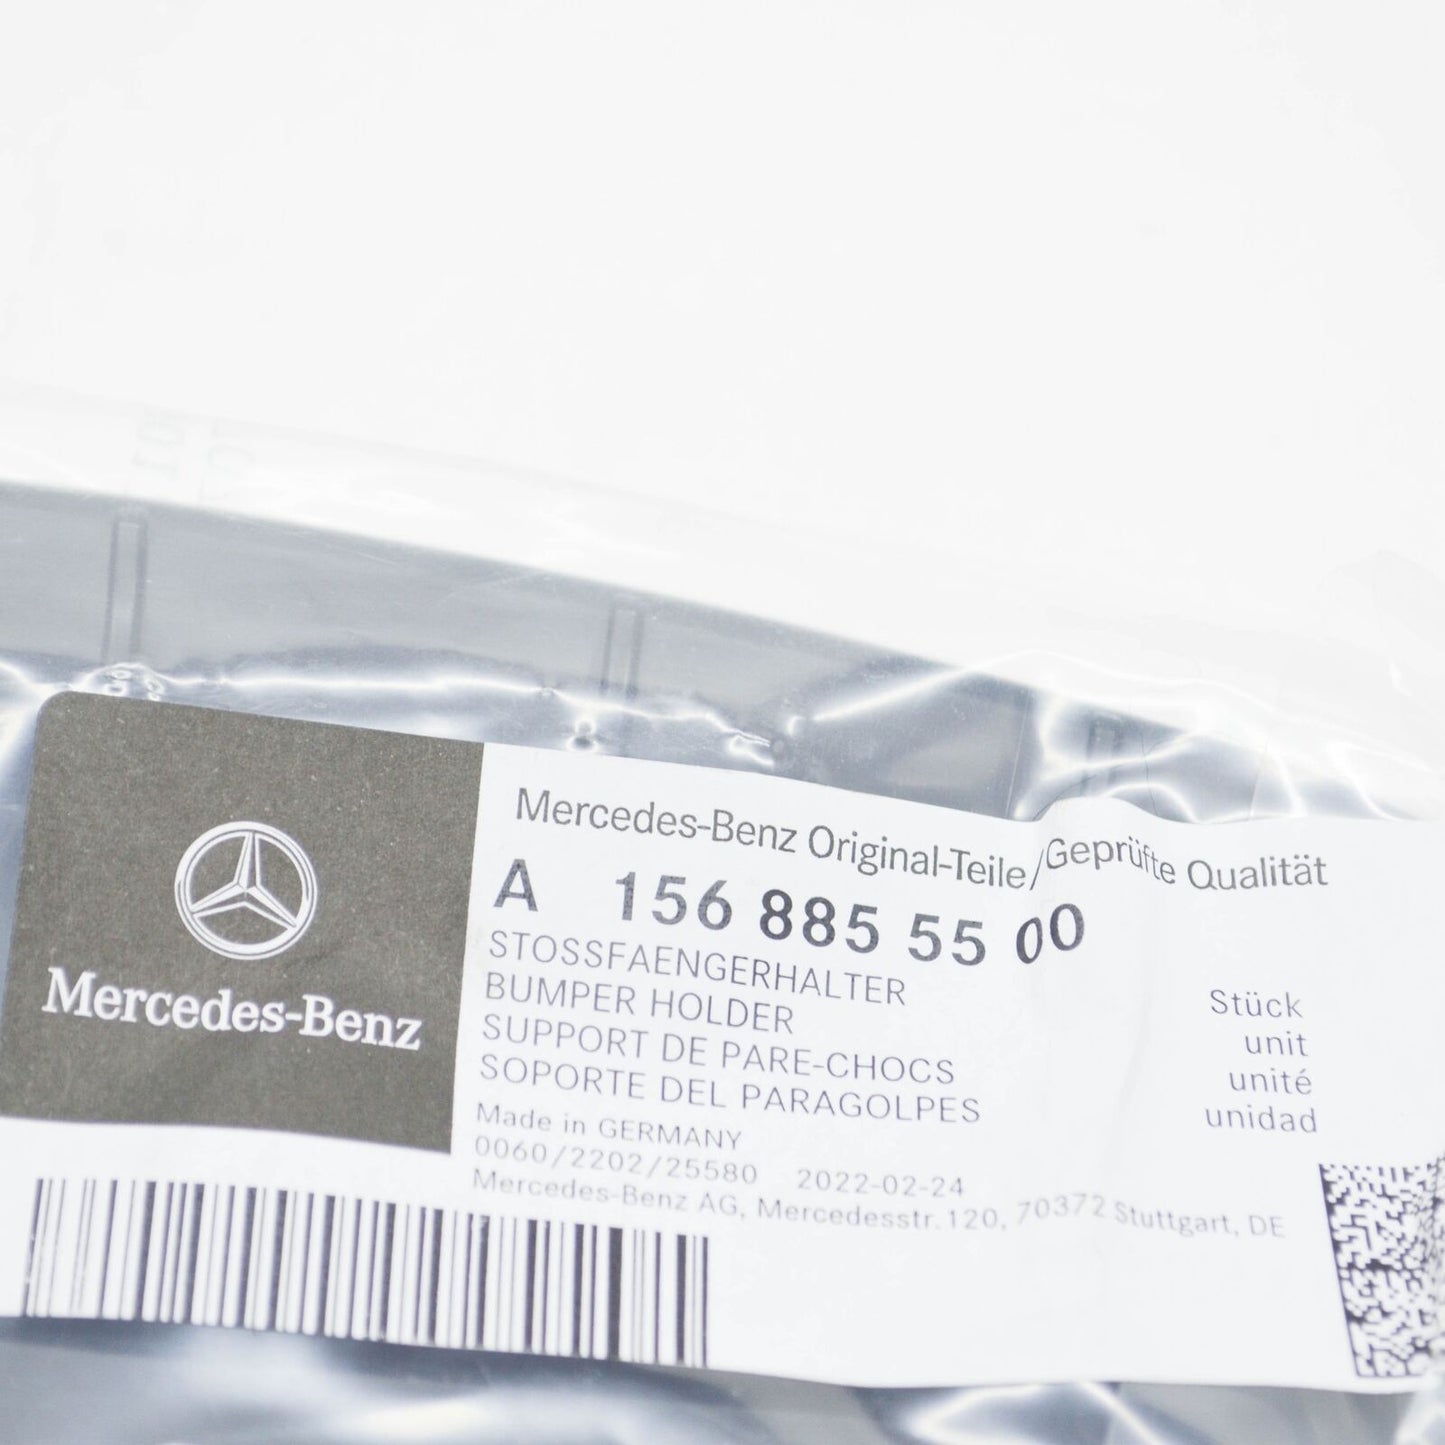 Mercedes-Benz
Mercedes-Benz Original-Teile/Geprüfte Qualität
A 156 885 55 00
STOSSFAENGERHALTER
BUMPER HOLDER
SUPPORT DE PARE-CHOCS
SOPORTE DEL PARAGOLPES
Stück
unit
unité
unidad
Made in GERMANY
0060/2202/25580 2022-02-24
Mercedes-Benz AG, Mercedesstr. 120, 70372 Stuttgart, DE